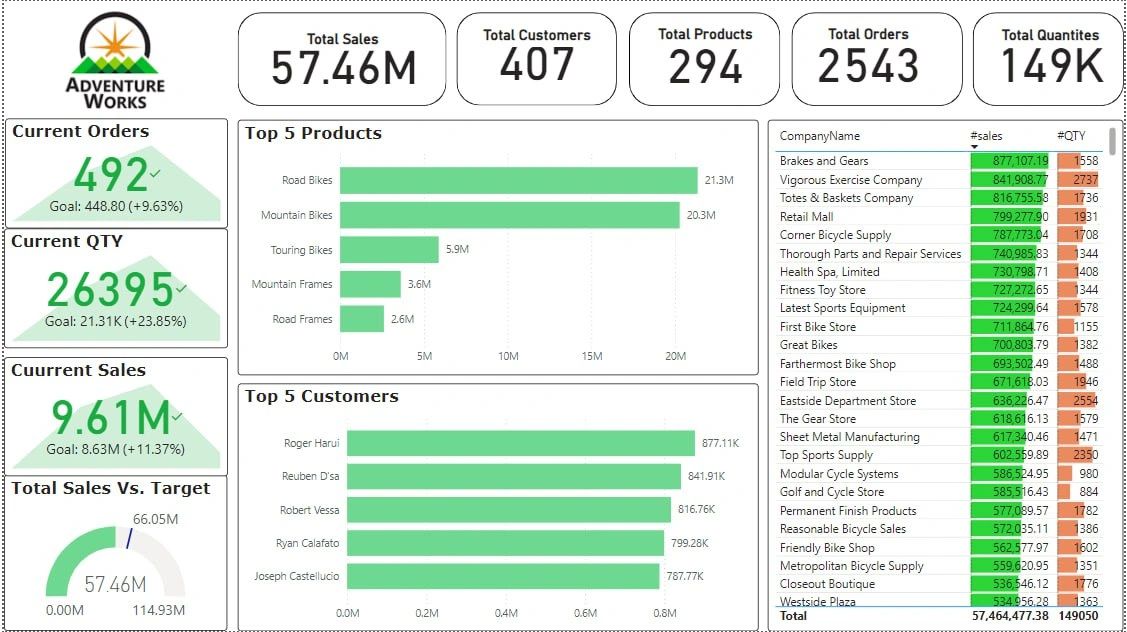 ADVENTURE
WORKS
Total Sales
57.46M
Total Customers
407
Total Products
294
Total Orders
2543
Total Quantites
149K
Current Orders
492
Goal: 448.80 (+9.63%)
Current QTY
26395
Goal: 21.31K (+23.85%)
Cuurrent Sales
9.61M
Goal: 8.63M (+11.37%)
Total Sales Vs. Target
66.05M
57.46M
0.00M 114.93M
Top 5 Products
Road Bikes 21.3M
Mountain Bikes 20.3M
Touring Bikes 5.9M
Mountain Frames 3.6M
Road Frames 2.6M
0M 5M 10M 15M 20M
Top 5 Customers
Roger Harui 877.11K
Reuben D'sa 841.91K
Robert Vessa 816.76K
Ryan Calafato 799.28K
Joseph Castellucio 787.77K
0.0M 0.2M 0.4M 0.6M 0.8M
CompanyName #sales #QTY
Brakes and Gears 877,107.19 1558
Vigorous Exercise Company 841,908.77 2737
Totes & Baskets Company 816,755.58 1736
Retail Mall 799,277.90 1931
Corner Bicycle Supply 787,773.04 1708
Thorough Parts and Repair Services 740,985.83 1344
Health Spa, Limited 730,798.71 1408
Fitness Toy Store 727,272.65 1344
Latest Sports Equipment 724,299.64 1578
First Bike Store 711,864.76 1155
Great Bikes 700,803.79 1382
Farthermost Bike Shop 693,502.49 1488
Field Trip Store 671,618.03 1946
Eastside Department Store 636,226.47 2554
The Gear Store 618,616.13 1579
Sheet Metal Manufacturing 617,340.46 1471
Top Sports Supply 602,559.89 2350
Modular Cycle Systems 586,524.95 980
Golf and Cycle Store 585,516.43 884
Permanent Finish Products 577,089.57 1782
Reasonable Bicycle Sales 572,035.11 1386
Friendly Bike Shop 562,577.97 1602
Metropolitan Bicycle Supply 559,620.95 1351
Closeout Boutique 536,546.12 1776
Westside Plaza 534,956.28 1363
Total 57,464,477.38 149050